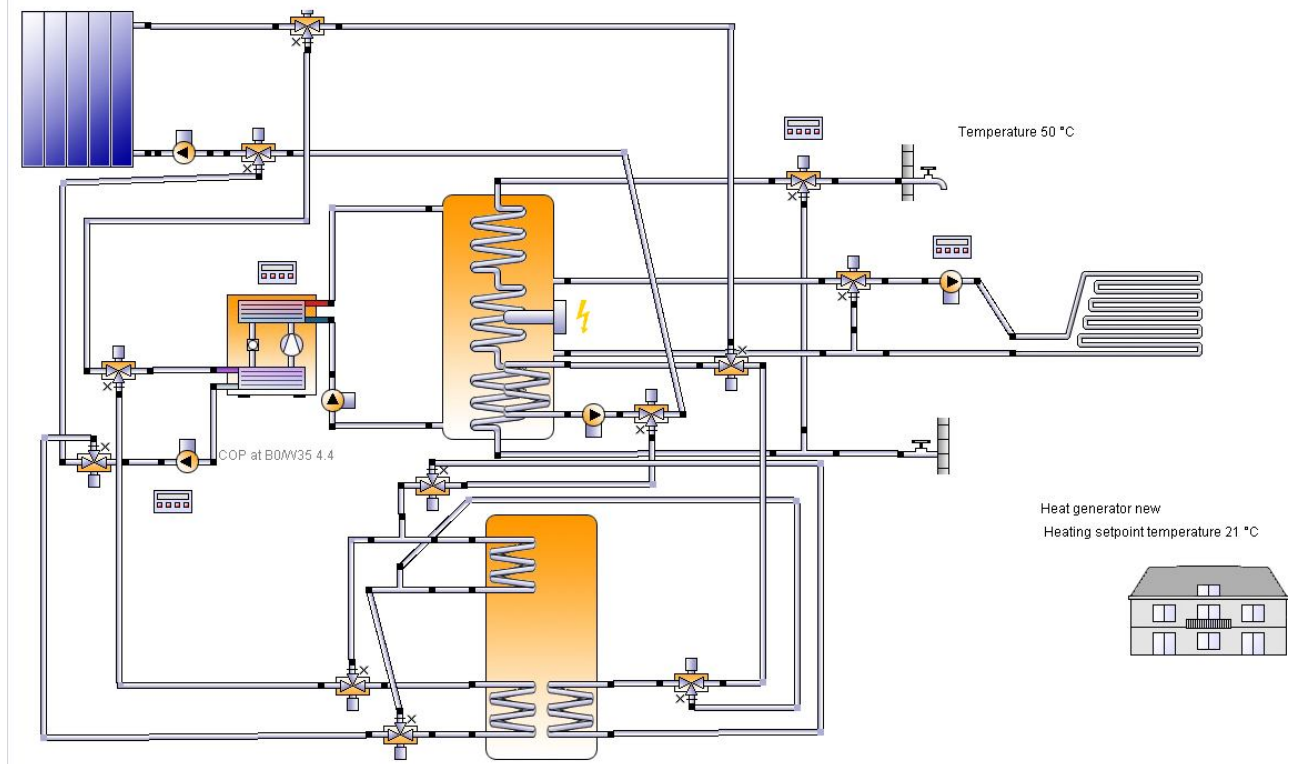 Temperature 50 °C
COP at B0/W35 4.4
Heat generator new
Heating setpoint temperature 21 °C